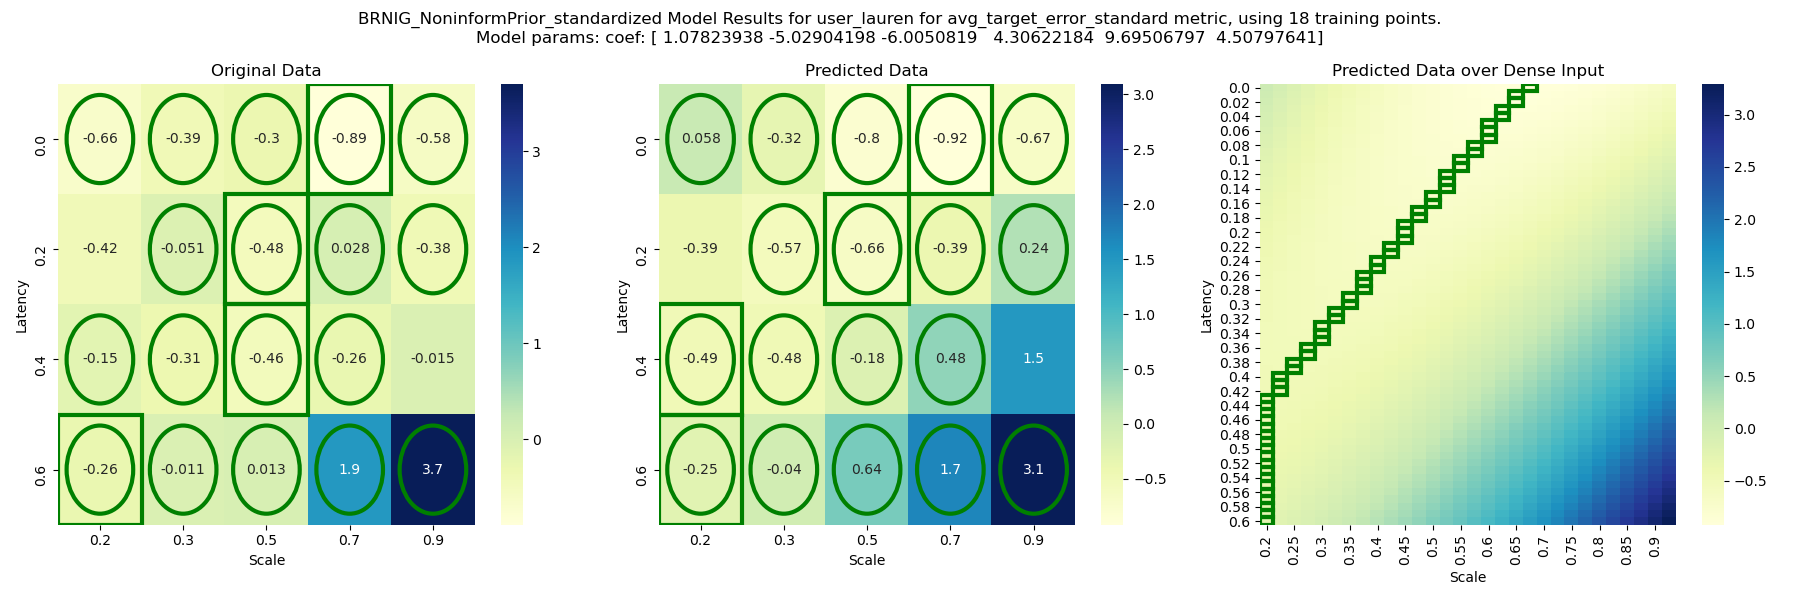 BRNIG_NoninformPrior_standardized Model Results for user_lauren for avg_target_error_standard metric, using 18 training points.
Model params: coef: [ 1.07823938 -5.02904198 -6.0050819   4.30622184  9.69506797  4.50797641]
Original Data
Latency
0.0 -0.66 -0.39 -0.3 -0.89 -0.58
0.2 -0.42 -0.051 -0.48 0.028 -0.38
0.4 -0.15 -0.31 -0.46 -0.26 -0.015
0.6 -0.26 -0.011 0.013 1.9 3.7
0.2 0.3 0.5 0.7 0.9
Scale
3
2
1
0
Predicted Data
Latency
0.0 0.058 -0.32 -0.8 -0.92 -0.67
0.2 -0.39 -0.57 -0.66 -0.39 0.24
0.4 -0.49 -0.48 -0.18 0.48 1.5
0.6 -0.25 -0.04 0.64 1.7 3.1
0.2 0.3 0.5 0.7 0.9
Scale
3.0
2.5
2.0
1.5
1.0
0.5
0.0
−0.5
Predicted Data over Dense Input
Latency
0.0
0.02
0.04
0.06
0.08
0.1
0.12
0.14
0.16
0.18
0.2
0.22
0.24
0.26
0.28
0.3
0.32
0.34
0.36
0.38
0.4
0.42
0.44
0.46
0.48
0.5
0.52
0.54
0.56
0.58
0.6
0.2 0.25 0.3 0.35 0.4 0.45 0.5 0.55 0.6 0.65 0.7 0.75 0.8 0.85 0.9
Scale
3.0
2.5
2.0
1.5
1.0
0.5
0.0
−0.5